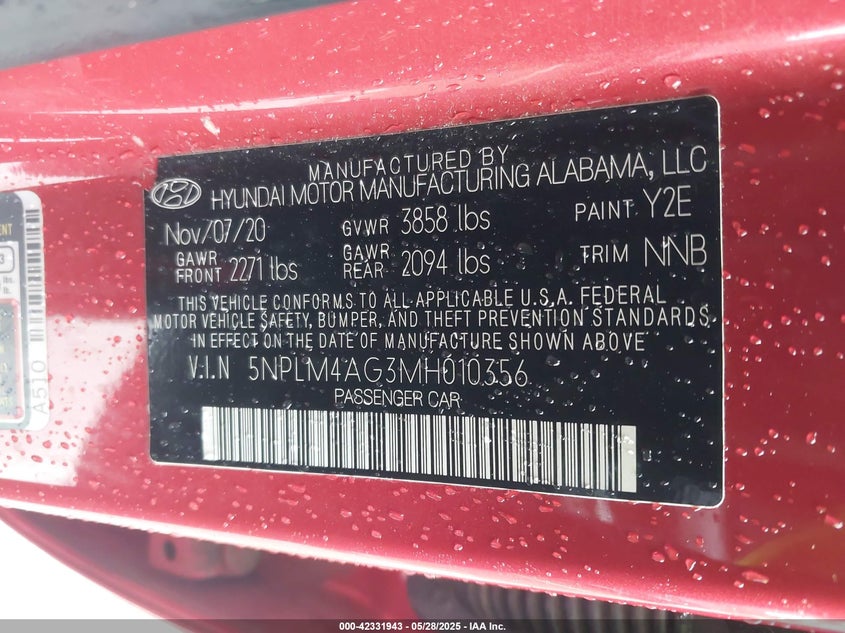 MANUFACTURED BY
HYUNDAI MOTOR MANUFACTURING ALABAMA, LLC
Nov/07/20 GVWR 3858 lbs PAINT Y2E
GAWR FRONT 2271 lbs GAWR REAR 2094 lbs TRIM NNB
THIS VEHICLE CONFORMS TO ALL APPLICABLE U.S.A. FEDERAL
MOTOR VEHICLE SAFETY, BUMPER, AND THEFT PREVENTION STANDARDS
IN EFFECT ON THE DATE OF MANUFACTURE SHOWN ABOVE
V.I.N 5NPLM4AG3MH010356
PASSENGER CAR
A510
000-42331943 - 05/28/2025 - IAA Inc.